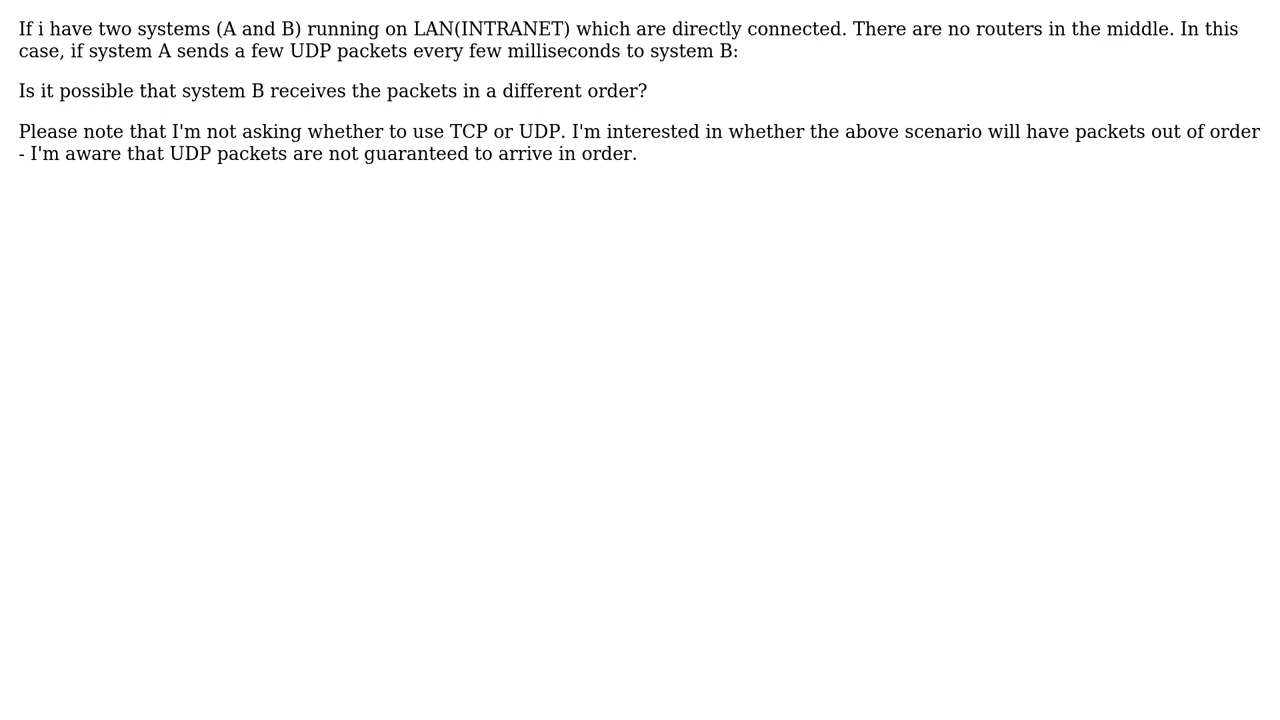 If i have two systems (A and B) running on LAN(INTRANET) which are directly connected. There are no routers in the middle. In this
case, if system A sends a few UDP packets every few milliseconds to system B:
Is it possible that system B receives the packets in a different order?
Please note that I'm not asking whether to use TCP or UDP. I'm interested in whether the above scenario will have packets out of order
- I'm aware that UDP packets are not guaranteed to arrive in order.